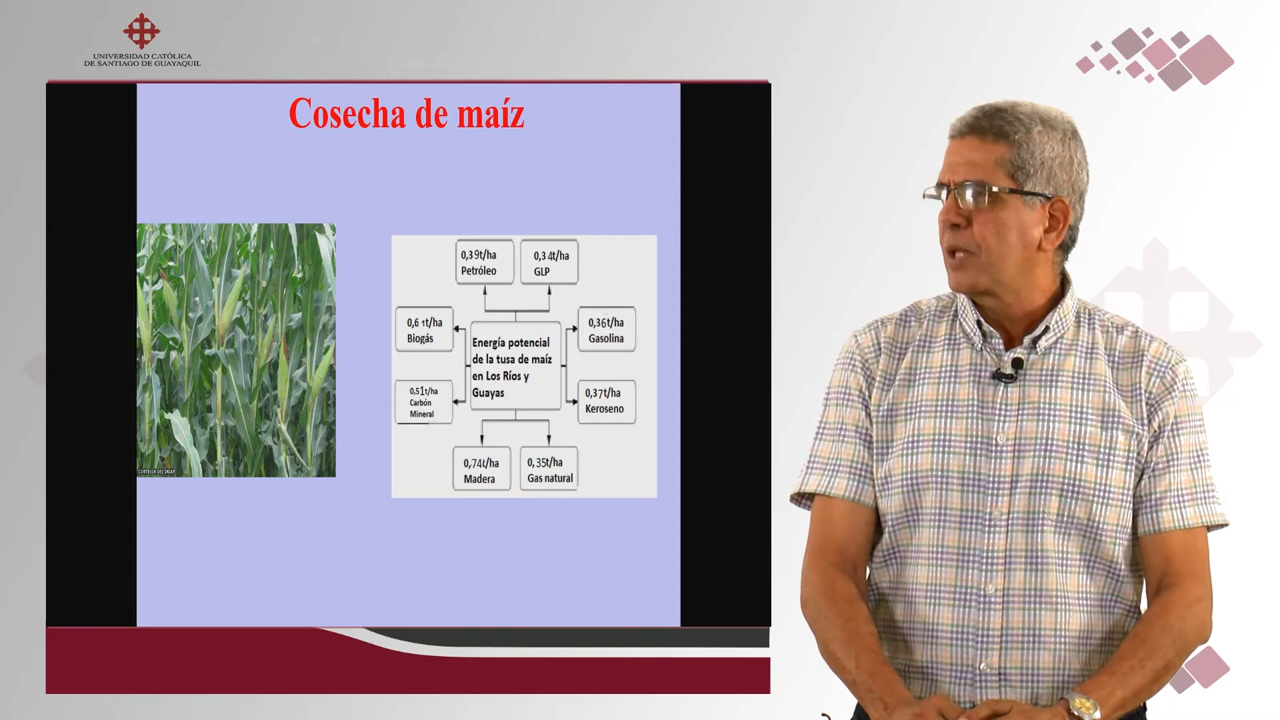 UNIVERSIDAD CATÓLICA
DE SANTIAGO DE GUAYAQUIL
Cosecha de maíz
0,39t/ha
Petróleo
0,34t/ha
GLP
0,61t/ha
Biogás
0,36t/ha
Gasolina
Energía potencial
de la tusa de maíz
en Los Ríos y
Guayas
0,51t/ha
Carbón
Mineral
0,37t/ha
Keroseno
0,74t/ha
Madera
0,35t/ha
Gas natural